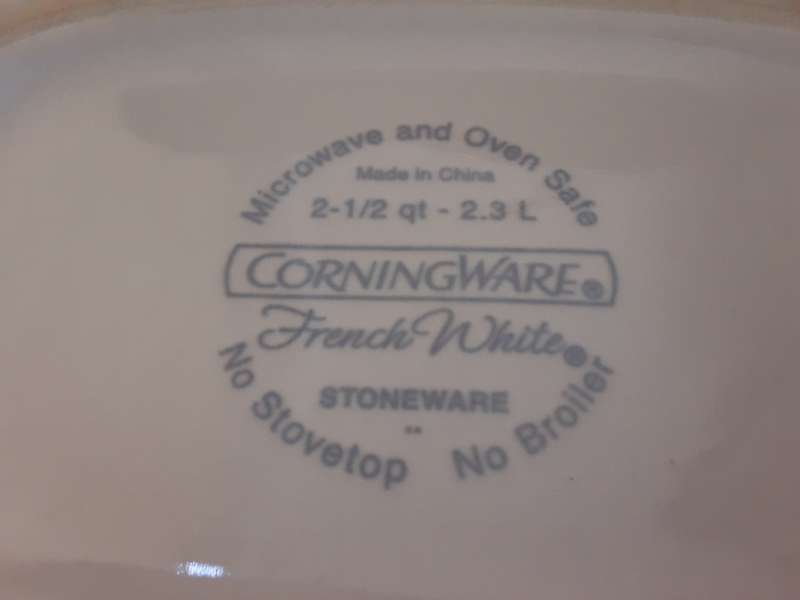 Microwave and Oven Safe
Made in China
2-1/2 qt - 2.3 L
CORNINGWARE®
French White®
STONEWARE
No Stovetop No Broiler